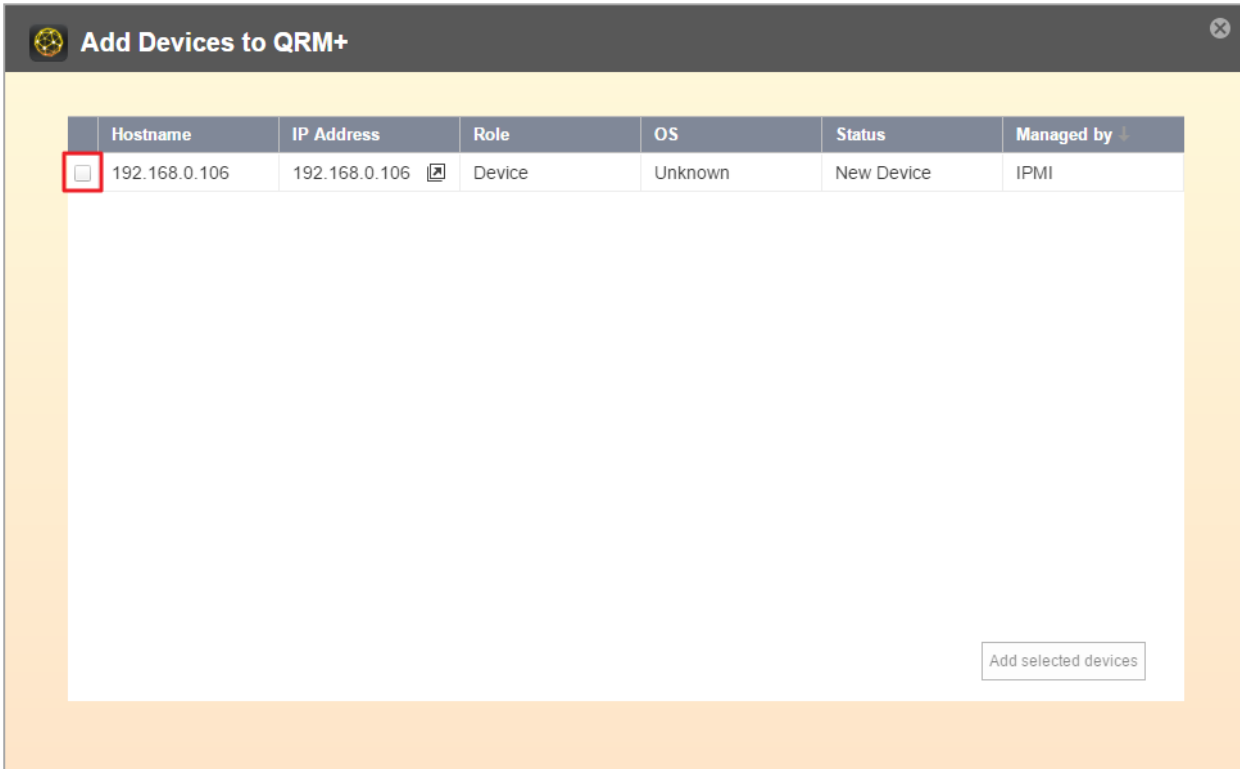 Add Devices to QRM+
Hostname IP Address Role OS Status Managed by
192.168.0.106 192.168.0.106 Device Unknown New Device IPMI
Add selected devices